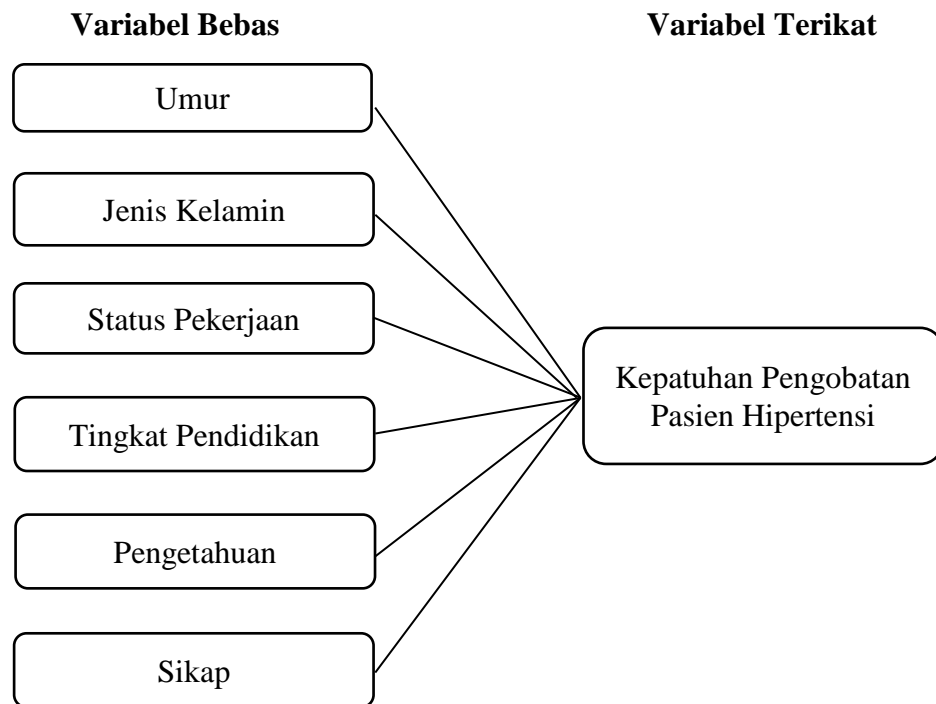 Variabel Bebas
Variabel Terikat
Umur
Jenis Kelamin
Status Pekerjaan
Tingkat Pendidikan
Pengetahuan
Sikap
Kepatuhan Pengobatan
Pasien Hipertensi